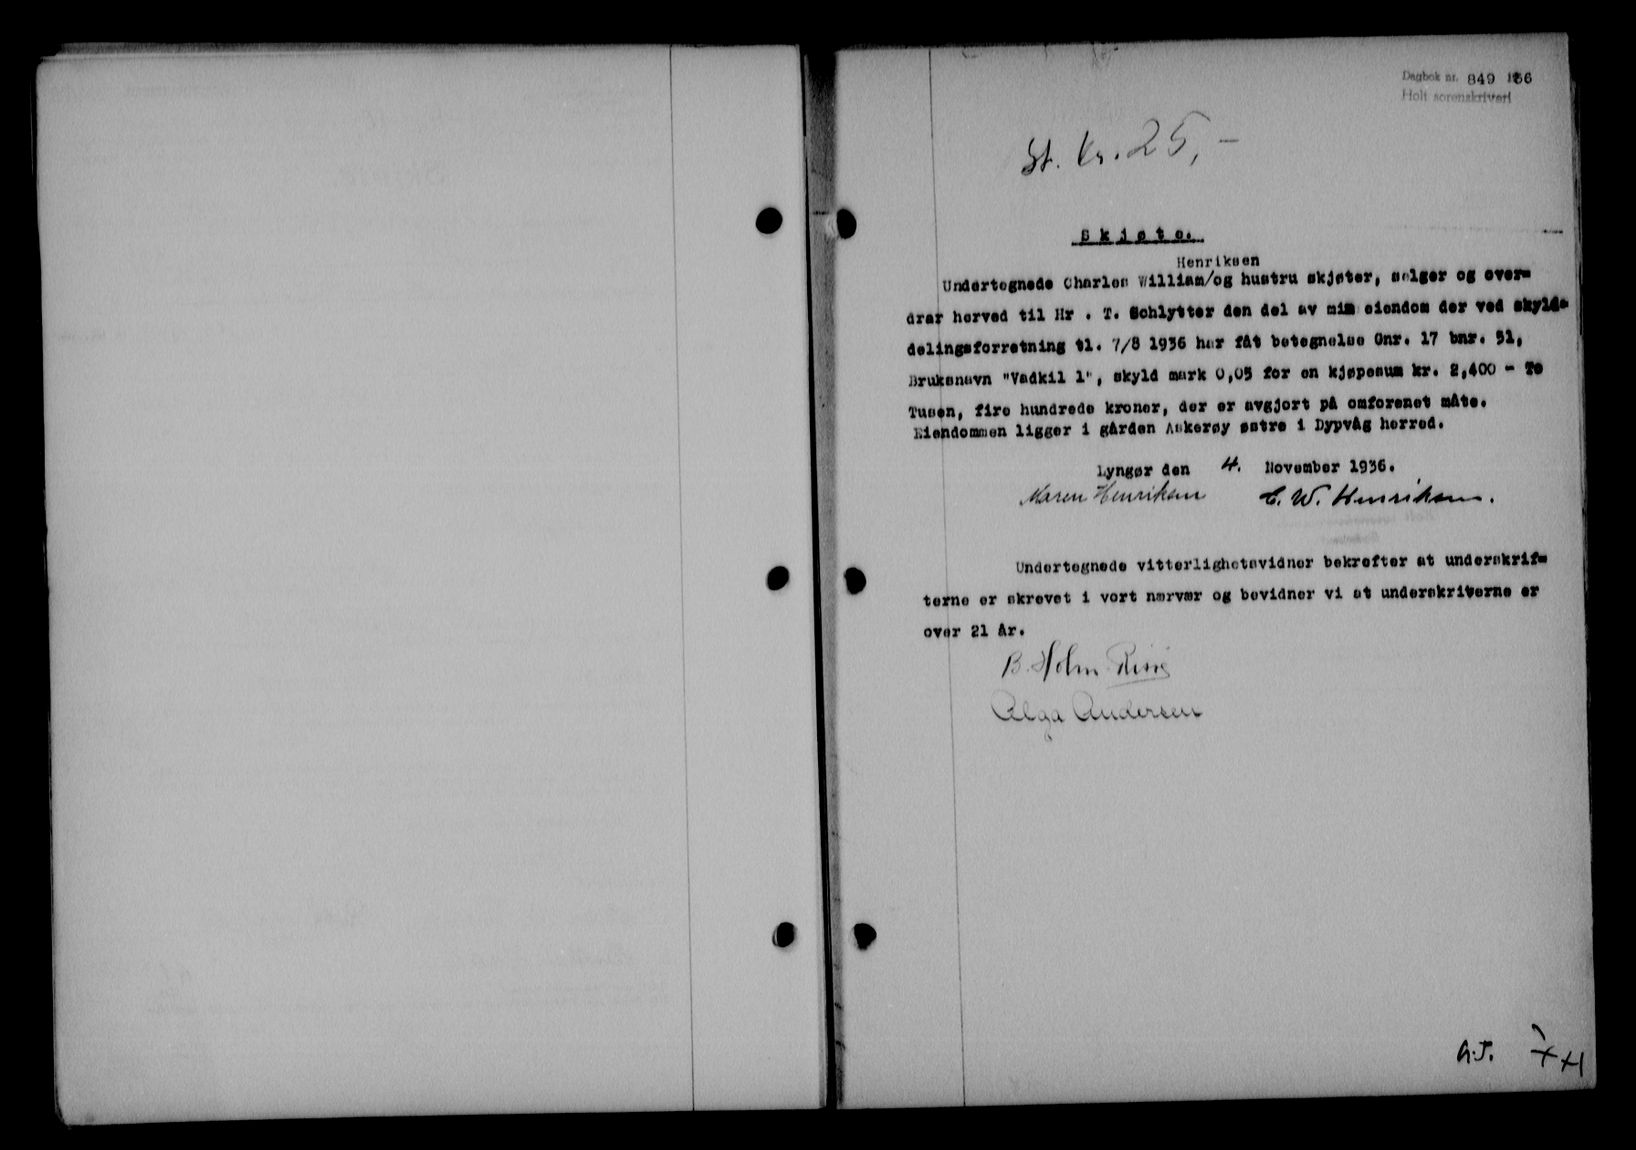 Dagbok nr. 849 1936
Holt sorenskriveri
St. kr. 25,-
Skjøte.
Henriksen
Undertegnede Charles William/og hustru skjøter, selger og over=
drar herved til Hr . T. Schlytter den del av min eiendom der ved skyld=
delingsforretning tl. 7/8 1936 har fåt betegnelse Gnr. 17 bnr. 51,
Bruksnavn "Vadkil 1", skyld mark 0,05 for en kjøpesum kr. 2,400 - To
Tusen, fire hundrede kroner, der er avgjort på omforenet måte.
Eiendommen ligger i gården Askerøy østre i Dypvåg herred.
Lyngør den 4. November 1936.
Maren Henriksen C. W. Henriksen.
Undertegnede vitterlighetsvidner bekrefter at underskrif=
terne er skrevet i vort nærvær og bevidner vi at underskriverne er
over 21 år.
B. Holm Riis
Olga Andersen